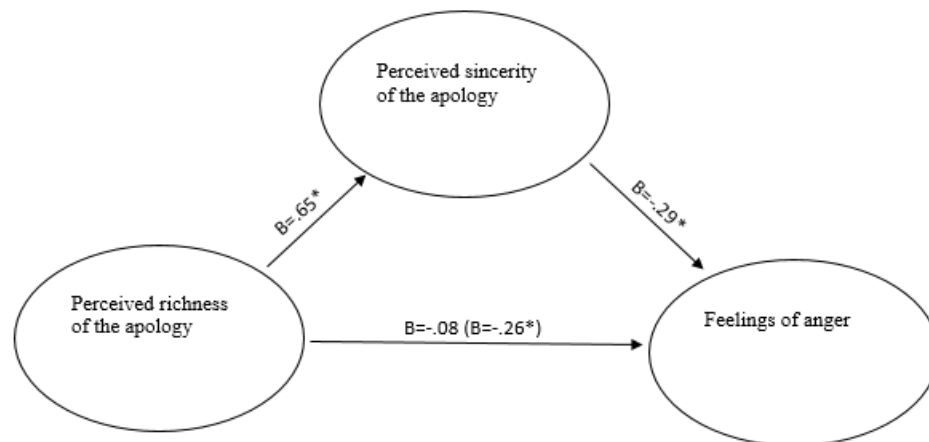 Perceived sincerity
of the apology
B=.65*
B=-.29*
Perceived richness
of the apology
B=-.08 (B=-.26*)
Feelings of anger